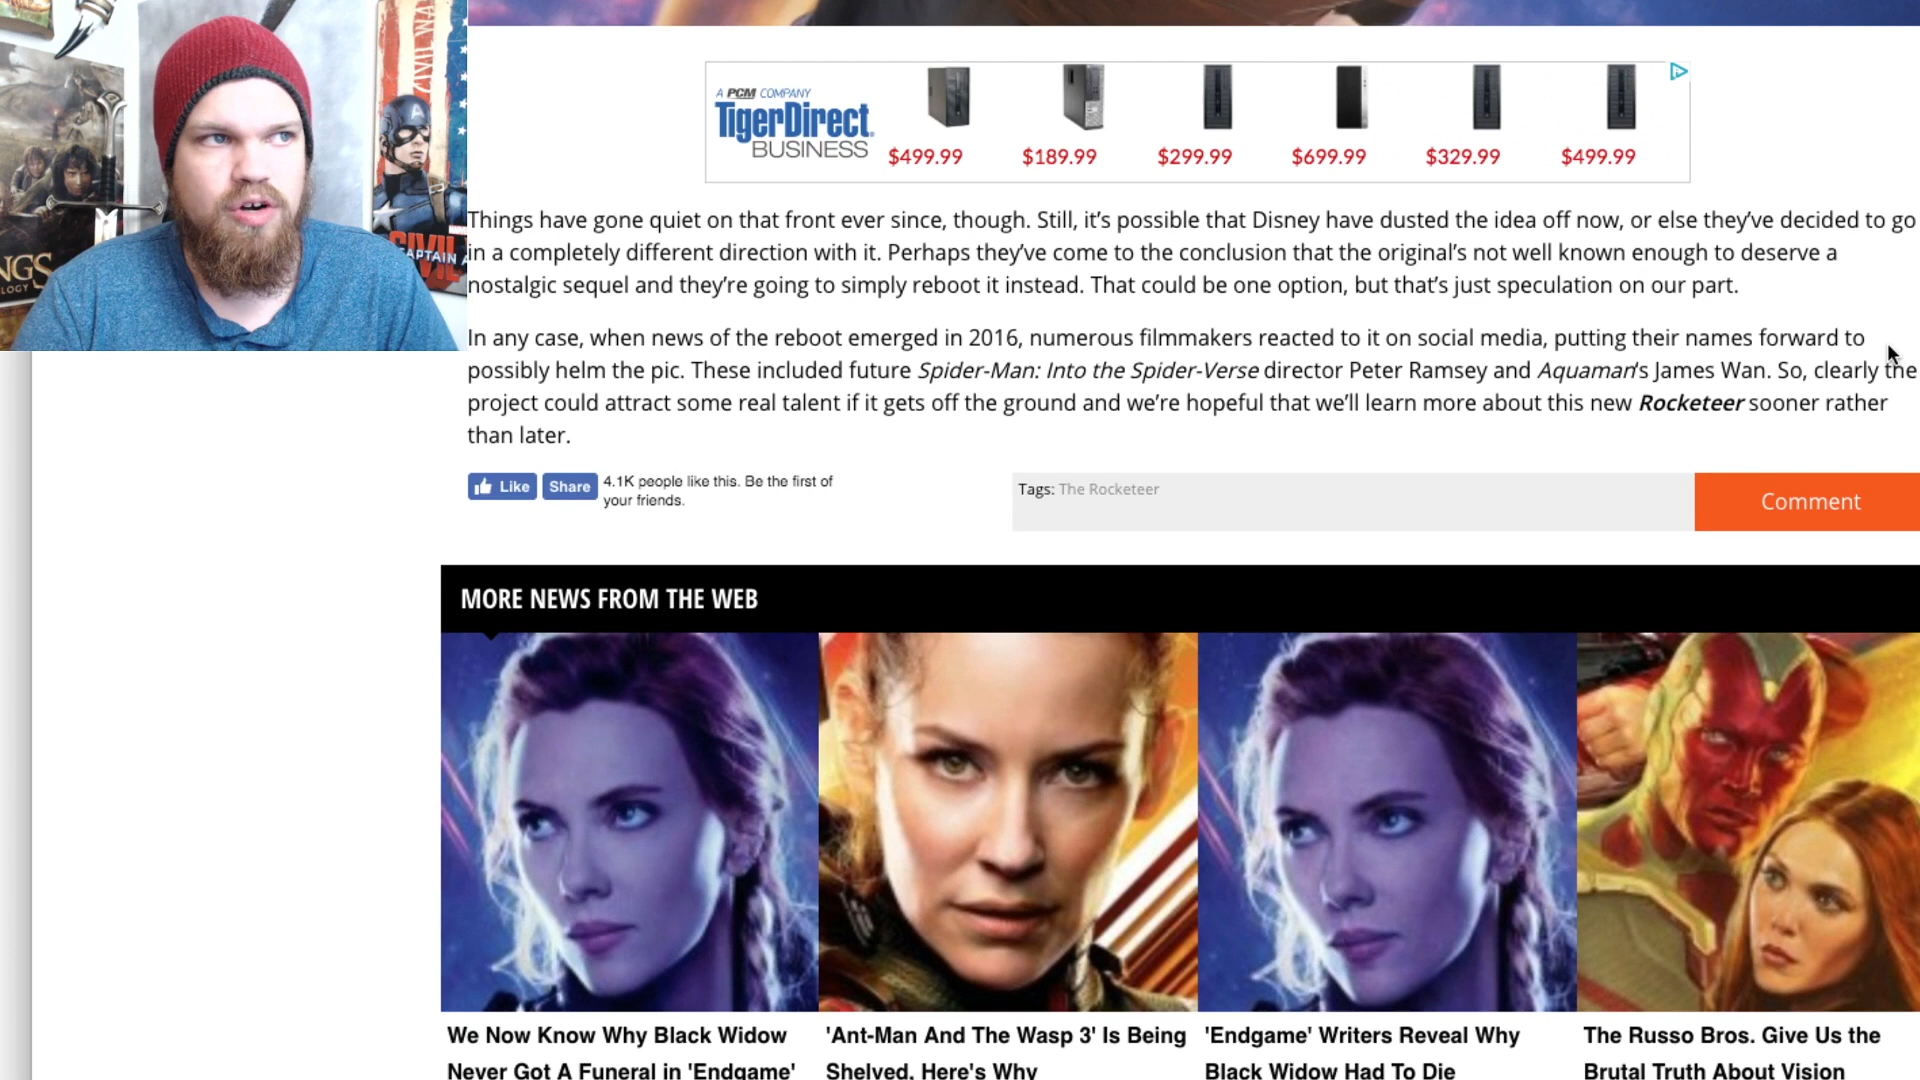 CIVIL WAR
A
NGS
LOGY
CIVIL
CAPTAIN A
A PCM COMPANY
TigerDirect
BUSINESS
$499.99
$189.99
$299.99
$699.99
$329.99
$499.99
Things have gone quiet on that front ever since, though. Still, it’s possible that Disney have dusted the idea off now, or else they’ve decided to go
in a completely different direction with it. Perhaps they’ve come to the conclusion that the original’s not well known enough to deserve a
nostalgic sequel and they’re going to simply reboot it instead. That could be one option, but that’s just speculation on our part.
In any case, when news of the reboot emerged in 2016, numerous filmmakers reacted to it on social media, putting their names forward to
possibly helm the pic. These included future Spider-Man: Into the Spider-Verse director Peter Ramsey and Aquaman’s James Wan. So, clearly the
project could attract some real talent if it gets off the ground and we’re hopeful that we’ll learn more about this new Rocketeer sooner rather
than later.
Like
Share
4.1K people like this. Be the first of
your friends.
Tags: The Rocketeer
Comment
MORE NEWS FROM THE WEB
We Now Know Why Black Widow
Never Got A Funeral in 'Endgame'
'Ant-Man And The Wasp 3' Is Being
Shelved. Here's Why
'Endgame' Writers Reveal Why
Black Widow Had To Die
The Russo Bros. Give Us the
Brutal Truth About Vision